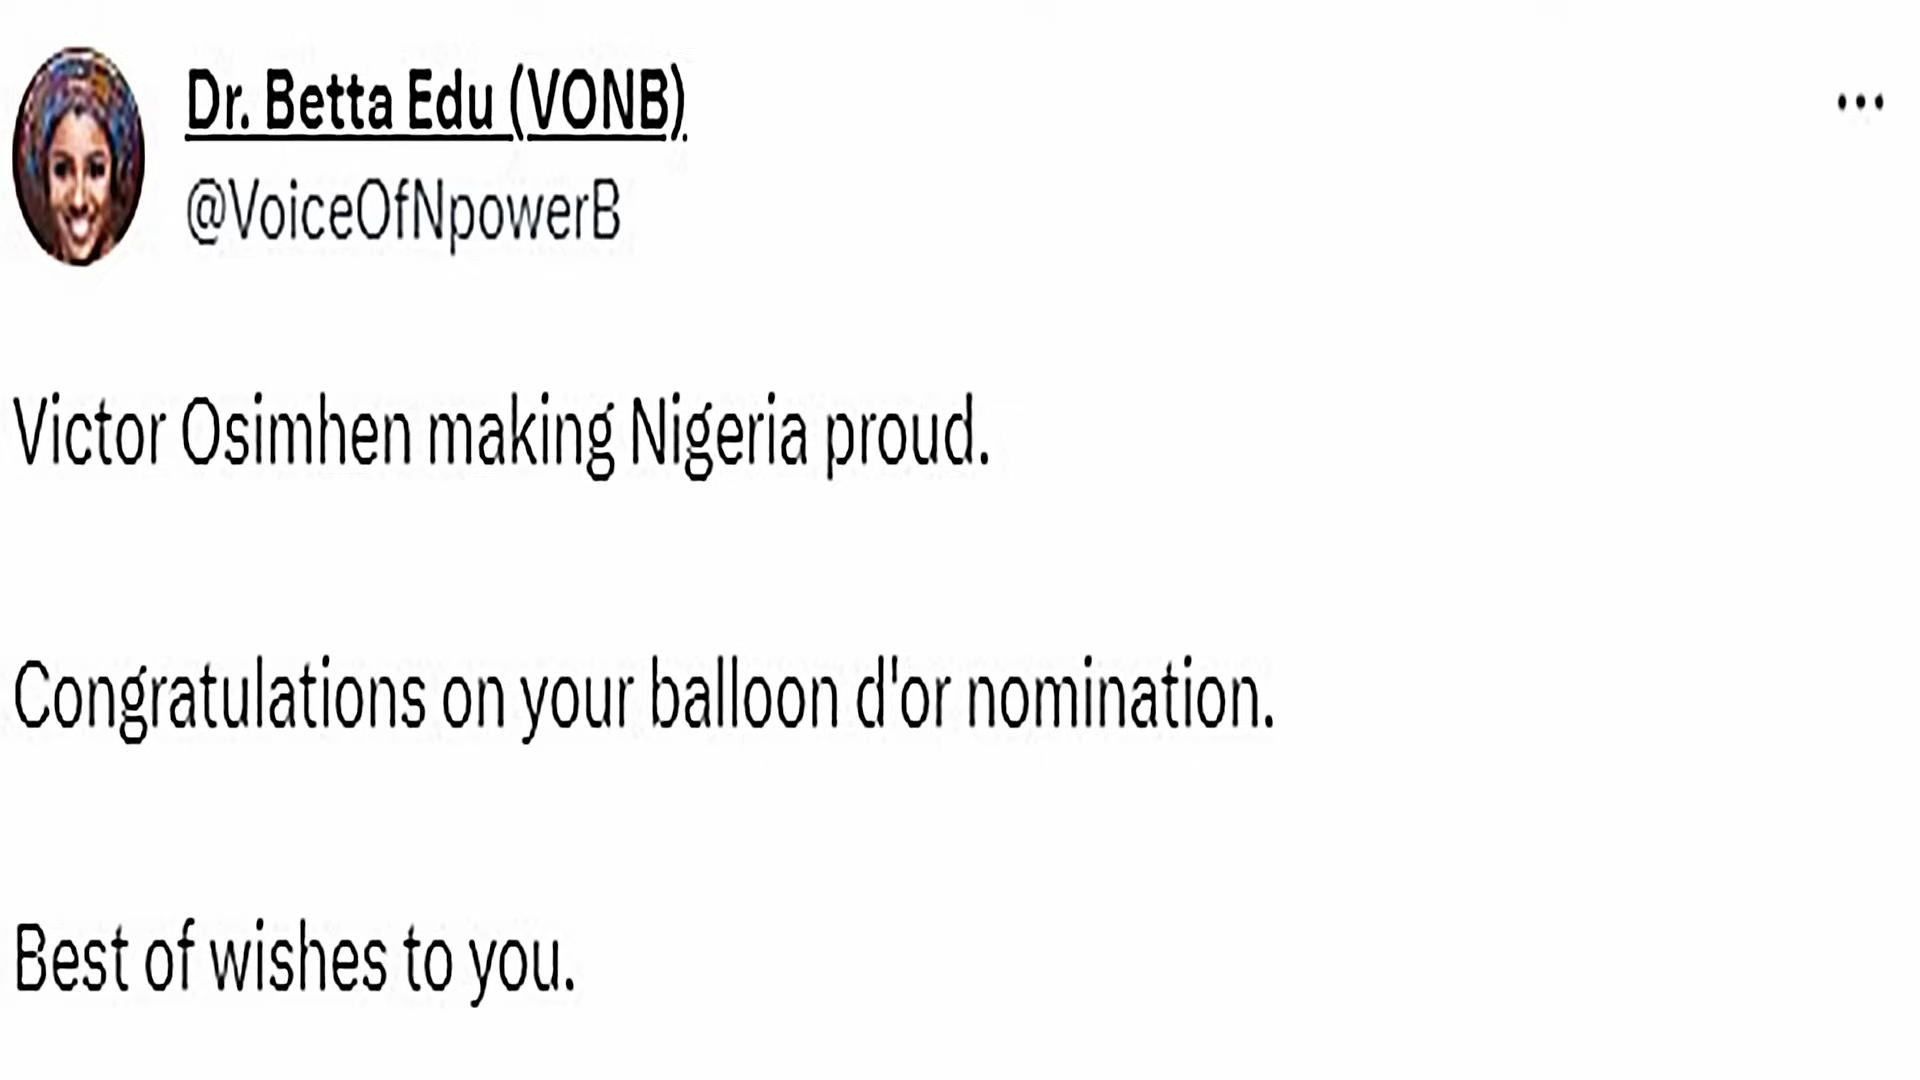 Dr. Betta Edu (VONB)
@VoiceOfNpowerB
Victor Osimhen making Nigeria proud.
Congratulations on your balloon d'or nomination.
Best of wishes to you.